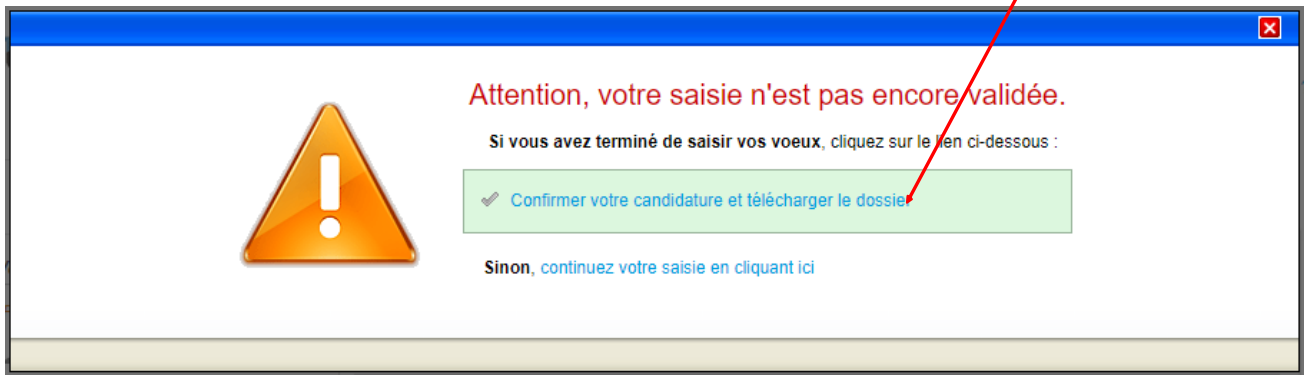 Attention, votre saisie n'est pas encore validée.
Si vous avez terminé de saisir vos voeux, cliquez sur le lien ci-dessous :
Confirmer votre candidature et télécharger le dossier
Sinon, continuez votre saisie en cliquant ici